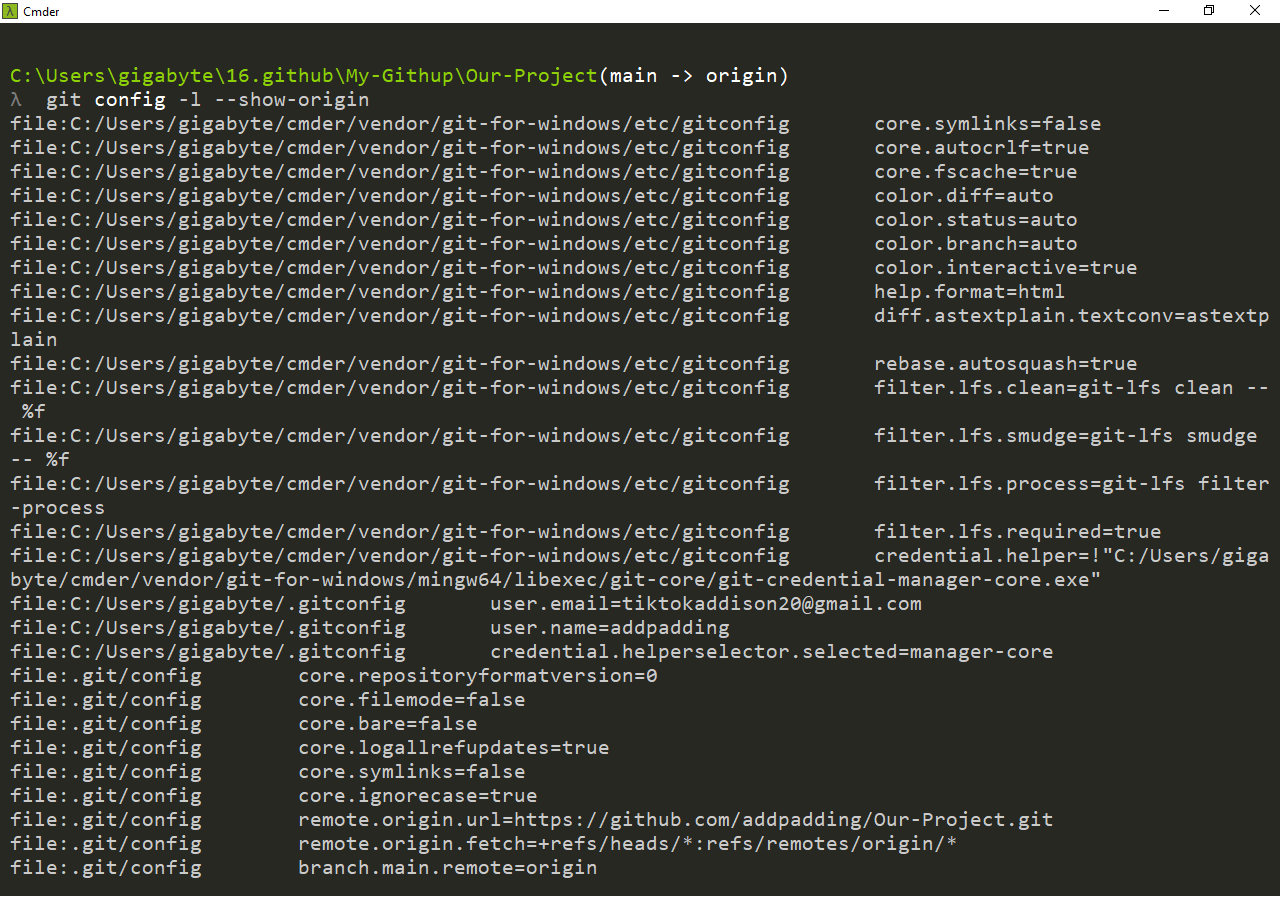 λ Cmder
C:\Users\gigabyte\16.github\My-Githup\Our-Project(main -> origin)
λ  git config -l --show-origin
file:C:/Users/gigabyte/cmder/vendor/git-for-windows/etc/gitconfig       core.symlinks=false
file:C:/Users/gigabyte/cmder/vendor/git-for-windows/etc/gitconfig       core.autocrlf=true
file:C:/Users/gigabyte/cmder/vendor/git-for-windows/etc/gitconfig       core.fscache=true
file:C:/Users/gigabyte/cmder/vendor/git-for-windows/etc/gitconfig       color.diff=auto
file:C:/Users/gigabyte/cmder/vendor/git-for-windows/etc/gitconfig       color.status=auto
file:C:/Users/gigabyte/cmder/vendor/git-for-windows/etc/gitconfig       color.branch=auto
file:C:/Users/gigabyte/cmder/vendor/git-for-windows/etc/gitconfig       color.interactive=true
file:C:/Users/gigabyte/cmder/vendor/git-for-windows/etc/gitconfig       help.format=html
file:C:/Users/gigabyte/cmder/vendor/git-for-windows/etc/gitconfig       diff.astextplain.textconv=astextp
lain
file:C:/Users/gigabyte/cmder/vendor/git-for-windows/etc/gitconfig       rebase.autosquash=true
file:C:/Users/gigabyte/cmder/vendor/git-for-windows/etc/gitconfig       filter.lfs.clean=git-lfs clean --
 %f
file:C:/Users/gigabyte/cmder/vendor/git-for-windows/etc/gitconfig       filter.lfs.smudge=git-lfs smudge
-- %f
file:C:/Users/gigabyte/cmder/vendor/git-for-windows/etc/gitconfig       filter.lfs.process=git-lfs filter
-process
file:C:/Users/gigabyte/cmder/vendor/git-for-windows/etc/gitconfig       filter.lfs.required=true
file:C:/Users/gigabyte/cmder/vendor/git-for-windows/etc/gitconfig       credential.helper=!"C:/Users/giga
byte/cmder/vendor/git-for-windows/mingw64/libexec/git-core/git-credential-manager-core.exe"
file:C:/Users/gigabyte/.gitconfig       user.email=tiktokaddison20@gmail.com
file:C:/Users/gigabyte/.gitconfig       user.name=addpadding
file:C:/Users/gigabyte/.gitconfig       credential.helperselector.selected=manager-core
file:.git/config        core.repositoryformatversion=0
file:.git/config        core.filemode=false
file:.git/config        core.bare=false
file:.git/config        core.logallrefupdates=true
file:.git/config        core.symlinks=false
file:.git/config        core.ignorecase=true
file:.git/config        remote.origin.url=https://github.com/addpadding/Our-Project.git
file:.git/config        remote.origin.fetch=+refs/heads/*:refs/remotes/origin/*
file:.git/config        branch.main.remote=origin